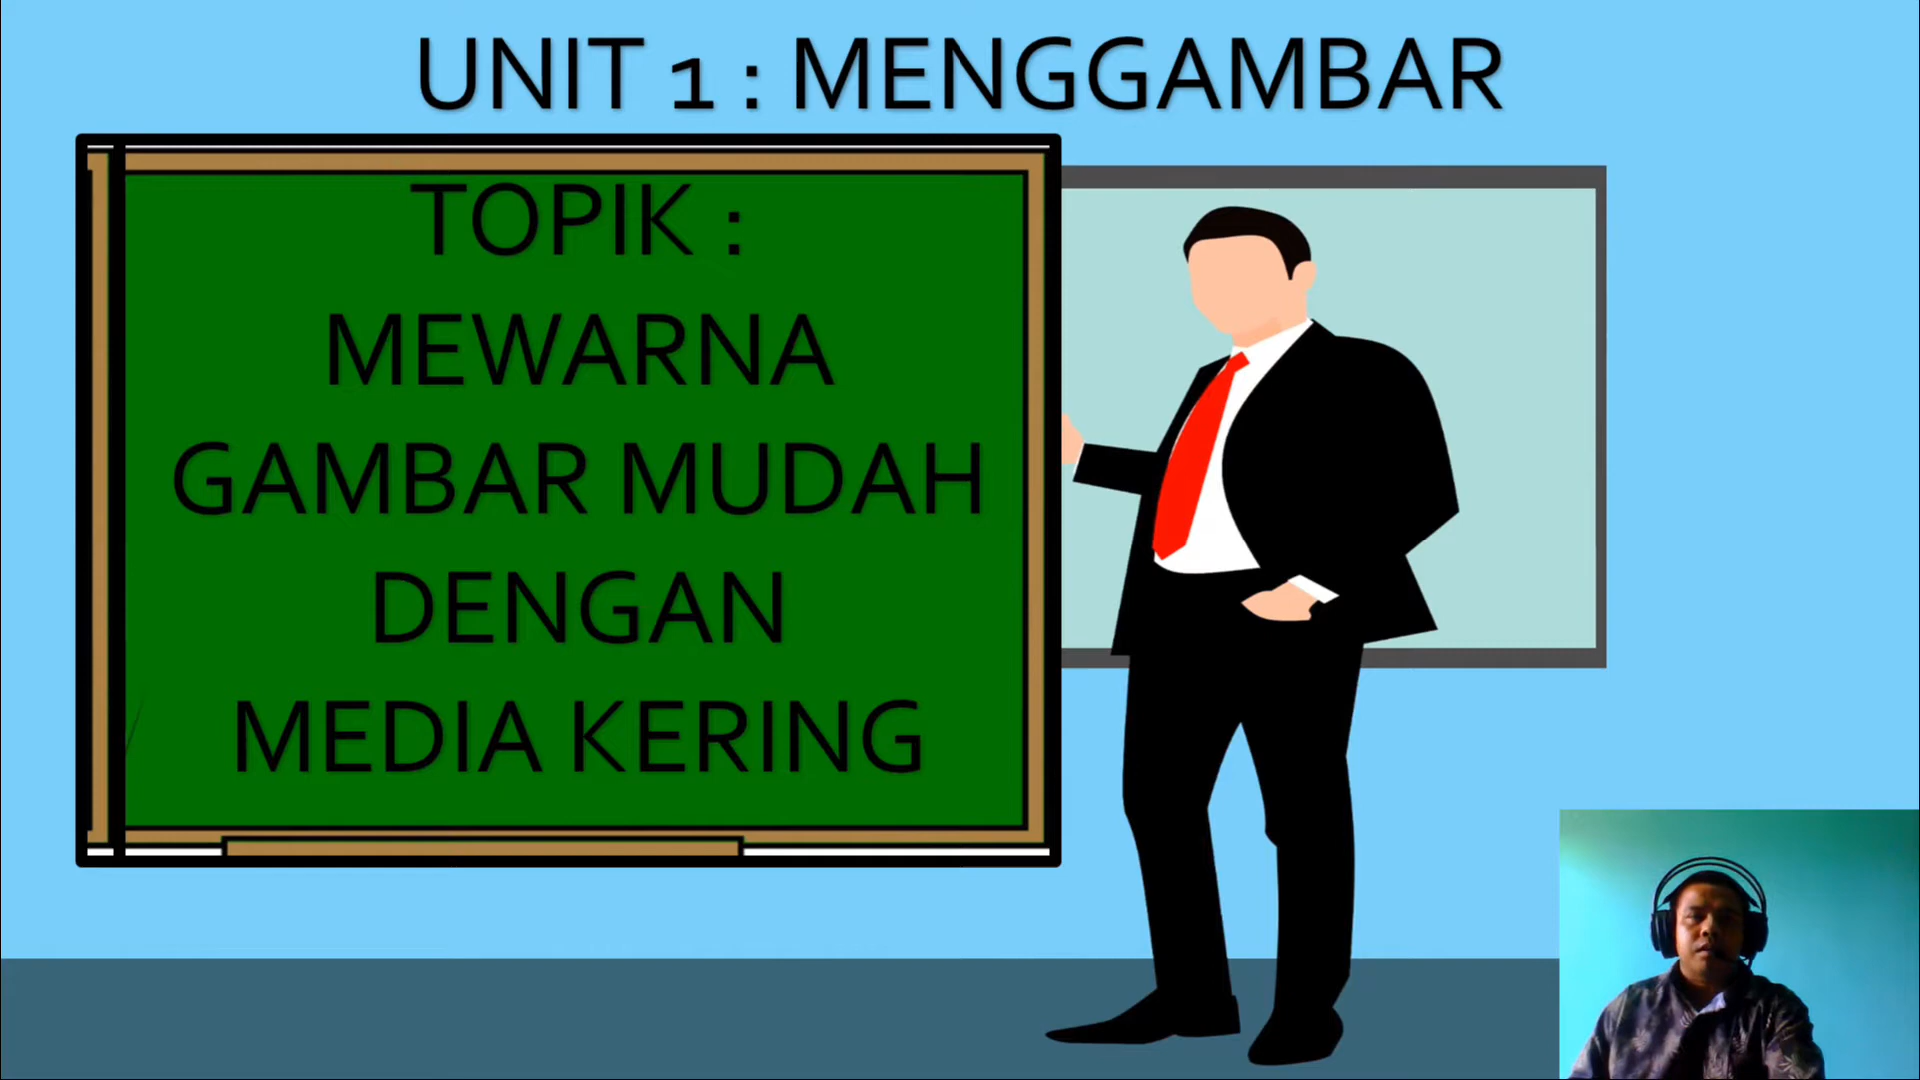 UNIT 1 : MENGGAMBAR
TOPIK :
MEWARNA
GAMBAR MUDAH
DENGAN
MEDIA KERING